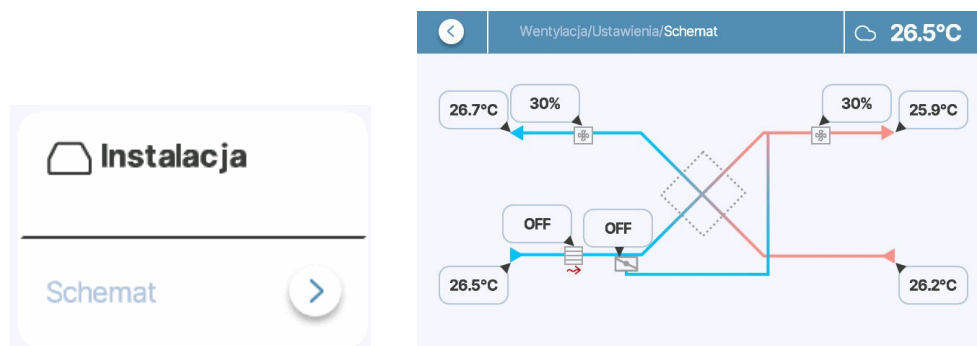 Instalacja
Schemat
Wentylacja/Ustawienia/Schemat
26.5°C
26.7°C
30%
30%
25.9°C
OFF
OFF
26.5°C
26.2°C